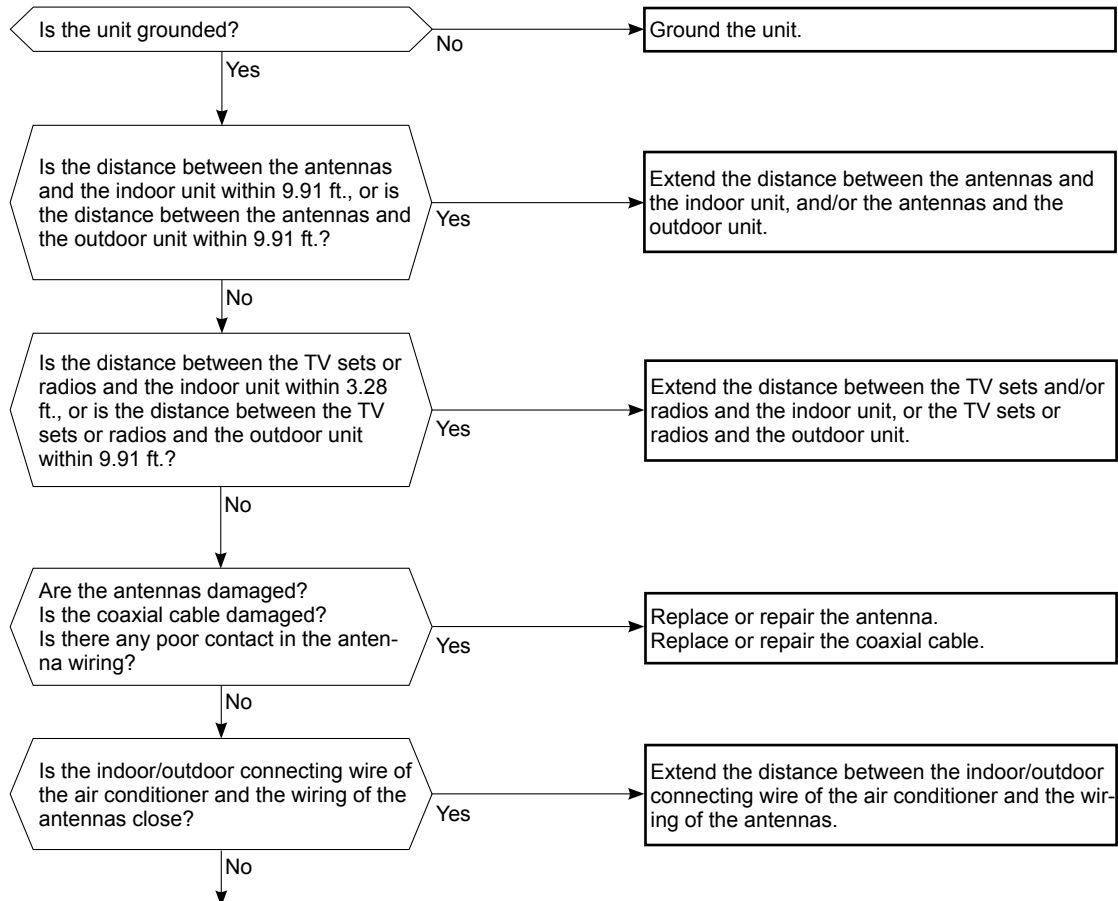 Is the unit grounded?
No
Ground the unit.
Yes
Is the distance between the antennas
and the indoor unit within 9.91 ft., or is
the distance between the antennas and
the outdoor unit within 9.91 ft.?
Yes
Extend the distance between the antennas and
the indoor unit, and/or the antennas and the
outdoor unit.
No
Is the distance between the TV sets or
radios and the indoor unit within 3.28
ft., or is the distance between the TV
sets or radios and the outdoor unit
within 9.91 ft.?
Yes
Extend the distance between the TV sets and/or
radios and the indoor unit, or the TV sets or
radios and the outdoor unit.
No
Are the antennas damaged?
Is the coaxial cable damaged?
Is there any poor contact in the anten-
na wiring?
Yes
Replace or repair the antenna.
Replace or repair the coaxial cable.
No
Is the indoor/outdoor connecting wire of
the air conditioner and the wiring of the
antennas close?
Yes
Extend the distance between the indoor/outdoor
connecting wire of the air conditioner and the wir-
ing of the antennas.
No